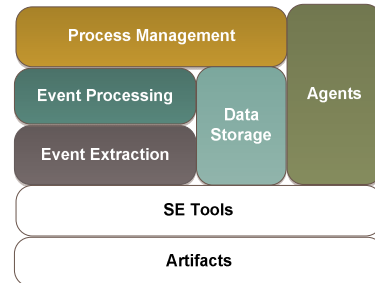 Process Management
Event Processing
Data
Storage
Agents
Event Extraction
SE Tools
Artifacts